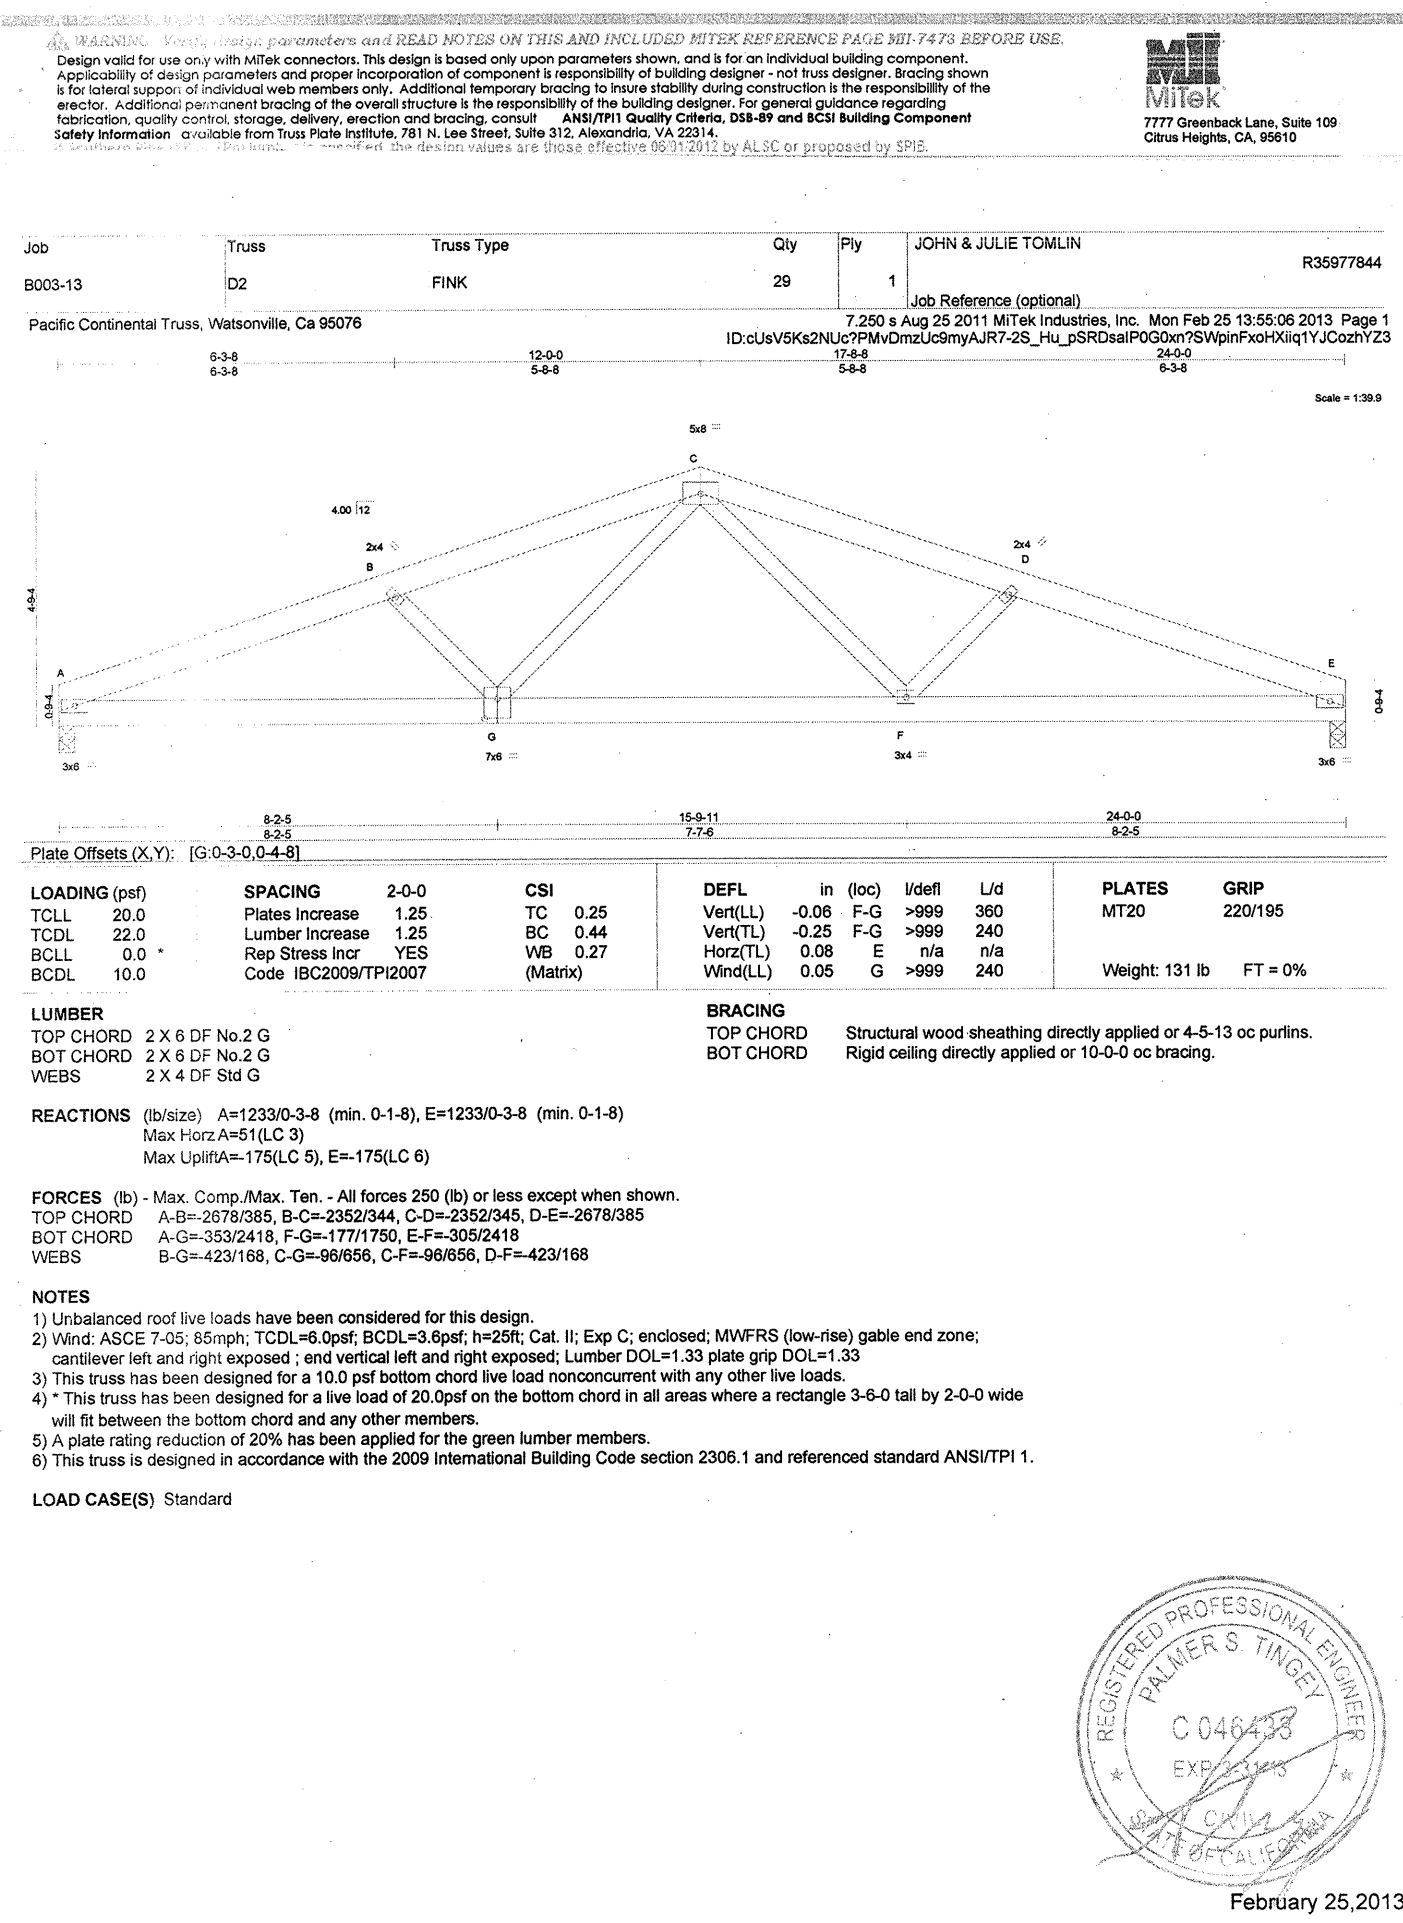 WARNING Verify design parameters and READ NOTES ON THIS AND INCLUDED MITEK REFERENCE PAGE MII-7473 BEFORE USE.
Design valid for use only with MiTek connectors. This design is based only upon parameters shown, and is for an individual building component.
Applicability of design parameters and proper incorporation of component is responsibility of building designer - not truss designer. Bracing shown
is for lateral support of individual web members only. Additional temporary bracing to insure stability during construction is the responsibility of the
erector. Additional permanent bracing of the overall structure is the responsibility of the building designer. For general guidance regarding
fabrication, quality control, storage, delivery, erection and bracing, consult ANSI/TPI1 Quality Criteria, DSB-89 and BCSI Building Component
Safety Information available from Truss Plate Institute, 781 N. Lee Street, Suite 312, Alexandria, VA 22314.
specified, the design values are those effective 06/01/2012 by ALSC or proposed by SPIB.
MiTek
7777 Greenback Lane, Suite 109
Citrus Heights, CA, 95610
Job Truss Truss Type Qty Ply JOHN & JULIE TOMLIN
R35977844
B003-13 D2 FINK 29 1
Job Reference (optional)
Pacific Continental Truss, Watsonville, Ca 95076
7.250 s Aug 25 2011 MiTek Industries, Inc. Mon Feb 25 13:55:06 2013 Page 1
ID:cUsV5Ks2NUc?PMvDmzUc9myAJR7-2S_Hu_pSRDsaIP0G0xn?SWpinFxoHXiiq1YJCozhYZ3
6-3-8 12-0-0 17-8-8 24-0-0
6-3-8 5-8-8 5-8-8 6-3-8
Scale = 1:39.9
5x8
C
4.00 12
2x4
B
2x4
D
4-9-4
A
E
0-9-4
0-9-4
G
F
3x6
7x6
3x4
3x6
8-2-5 15-9-11 24-0-0
8-2-5 7-7-6 8-2-5
Plate Offsets (X,Y): [G:0-3-0,0-4-8]
LOADING (psf) SPACING 2-0-0 CSI DEFL in (loc) l/defl L/d PLATES GRIP
TCLL 20.0 Plates Increase 1.25 TC 0.25 Vert(LL) -0.06 F-G >999 360 MT20 220/195
TCDL 22.0 Lumber Increase 1.25 BC 0.44 Vert(TL) -0.25 F-G >999 240
BCLL 0.0 * Rep Stress Incr YES WB 0.27 Horz(TL) 0.08 E n/a n/a
BCDL 10.0 Code IBC2009/TPI2007 (Matrix) Wind(LL) 0.05 G >999 240 Weight: 131 lb FT = 0%
LUMBER
TOP CHORD 2 X 6 DF No.2 G
BOT CHORD 2 X 6 DF No.2 G
WEBS 2 X 4 DF Std G
BRACING
TOP CHORD Structural wood sheathing directly applied or 4-5-13 oc purlins.
BOT CHORD Rigid ceiling directly applied or 10-0-0 oc bracing.
REACTIONS (lb/size) A=1233/0-3-8 (min. 0-1-8), E=1233/0-3-8 (min. 0-1-8)
Max Horz A=51(LC 3)
Max UpliftA=-175(LC 5), E=-175(LC 6)
FORCES (lb) - Max. Comp./Max. Ten. - All forces 250 (lb) or less except when shown.
TOP CHORD A-B=-2678/385, B-C=-2352/344, C-D=-2352/345, D-E=-2678/385
BOT CHORD A-G=-353/2418, F-G=-177/1750, E-F=-305/2418
WEBS B-G=-423/168, C-G=-96/656, C-F=-96/656, D-F=-423/168
NOTES
1) Unbalanced roof live loads have been considered for this design.
2) Wind: ASCE 7-05; 85mph; TCDL=6.0psf; BCDL=3.6psf; h=25ft; Cat. II; Exp C; enclosed; MWFRS (low-rise) gable end zone;
cantilever left and right exposed ; end vertical left and right exposed; Lumber DOL=1.33 plate grip DOL=1.33
3) This truss has been designed for a 10.0 psf bottom chord live load nonconcurrent with any other live loads.
4) * This truss has been designed for a live load of 20.0psf on the bottom chord in all areas where a rectangle 3-6-0 tall by 2-0-0 wide
will fit between the bottom chord and any other members.
5) A plate rating reduction of 20% has been applied for the green lumber members.
6) This truss is designed in accordance with the 2009 International Building Code section 2306.1 and referenced standard ANSI/TPI 1.
LOAD CASE(S) Standard
REGISTERED PROFESSIONAL ENGINEER
PALMER S. TINGEY
C 046433
EXP. 3-31-13
CIVIL
STATE OF CALIFORNIA
February 25,2013